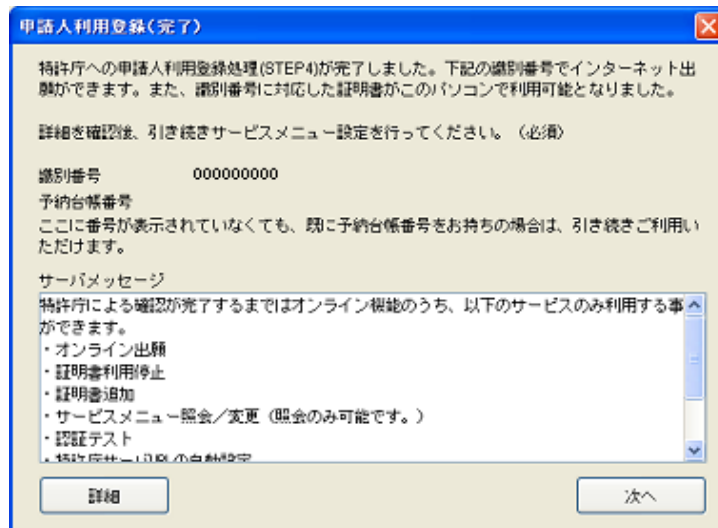 申請人利用登録(完了)
特許庁への申請人利用登録処理(STEP4)が完了しました。下記の識別番号でインターネット出
願ができます。また、識別番号に対応した証明書がこのパソコンで利用可能となりました。
詳細を確認後、引き続きサービスメニュー設定を行ってください。（必須）
識別番号 000000000
予納台帳番号
ここに番号が表示されていなくても、既に予納台帳番号をお持ちの場合は、引き続きご利用い
ただけます。
サーバメッセージ
特許庁による確認が完了するまではオンライン機能のうち、以下のサービスのみ利用する事
ができます。
・オンライン出願
・証明書利用停止
・証明書追加
・サービスメニュー照会／変更（照会のみ可能です。）
・認証テスト
・特許庁サーバURLの自動設定
詳細
次へ